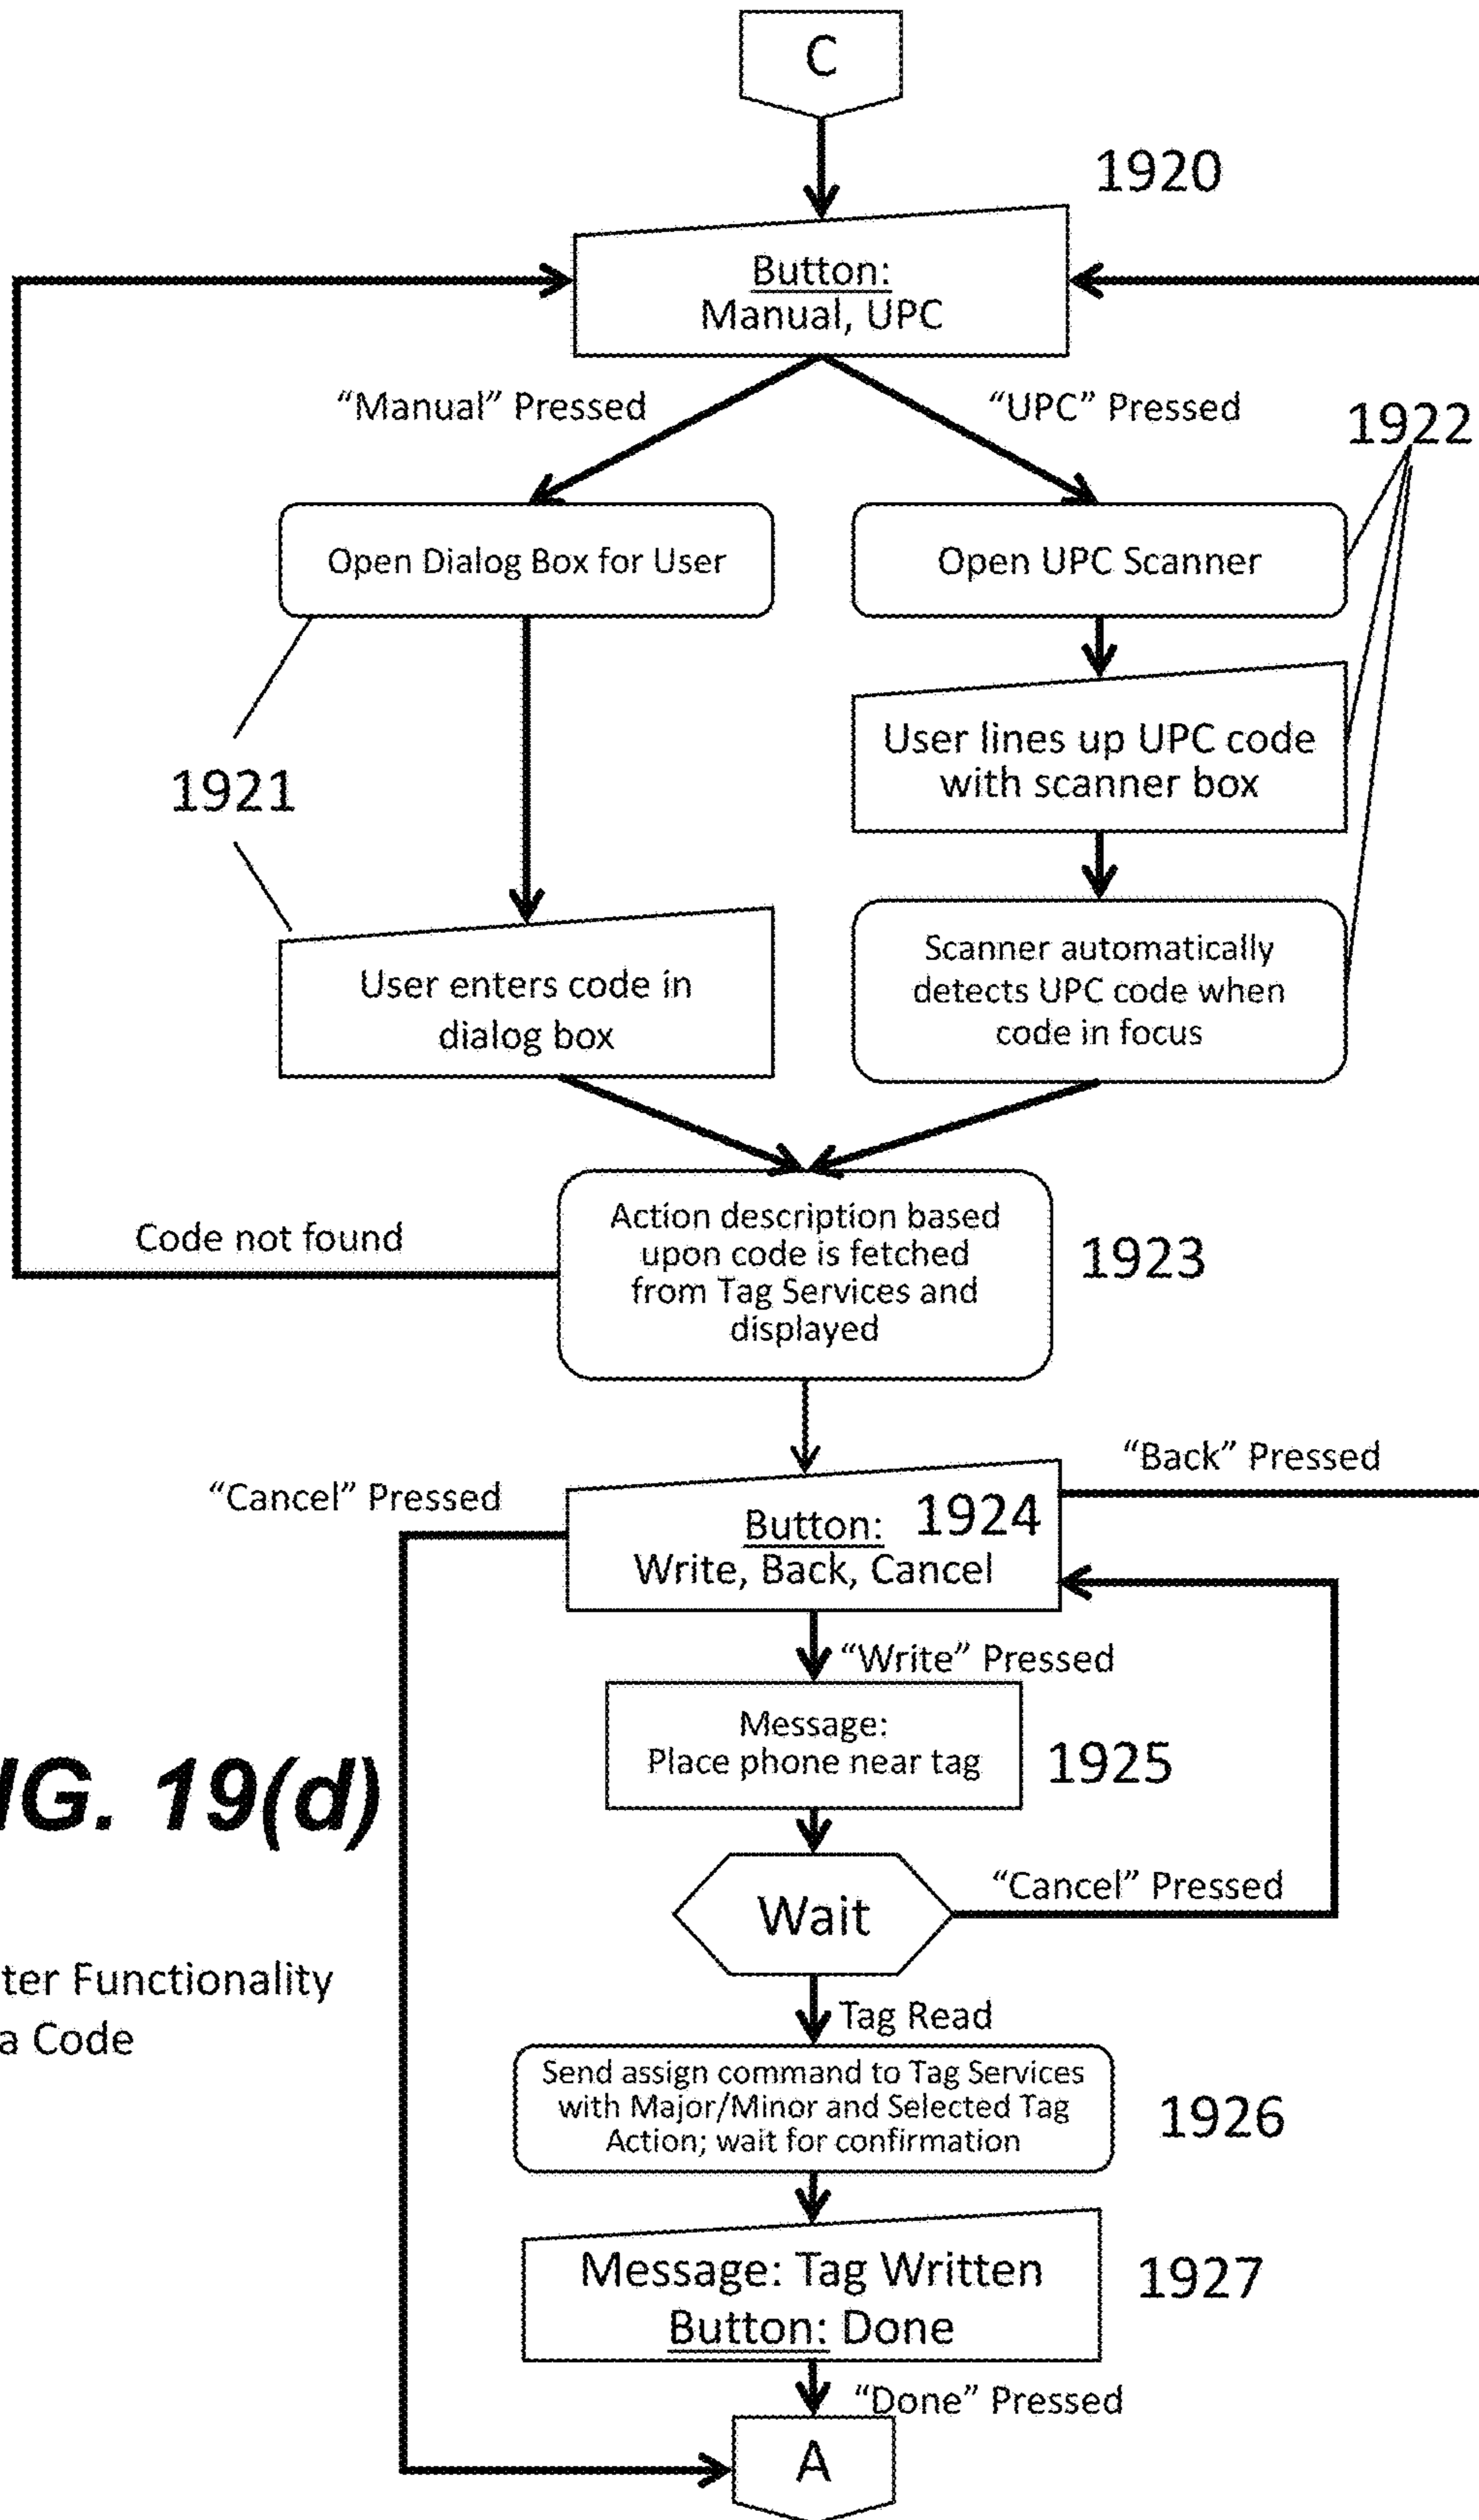 C
1920
Button:
Manual, UPC
“Manual” Pressed
“UPC” Pressed
1922
Open Dialog Box for User
Open UPC Scanner
User lines up UPC code
with scanner box
1921
User enters code in
dialog box
Scanner automatically
detects UPC code when
code in focus
Code not found
Action description based
upon code is fetched
from Tag Services and
displayed
1923
“Back” Pressed
“Cancel” Pressed
Button: 1924
Write, Back, Cancel
“Write” Pressed
Message:
Place phone near tag
1925
IG. 19(d)
Wait
“Cancel” Pressed
ter Functionality
a Code
Tag Read
Send assign command to Tag Services
with Major/Minor and Selected Tag
Action; wait for confirmation
1926
Message: Tag Written
Button: Done
1927
“Done” Pressed
A